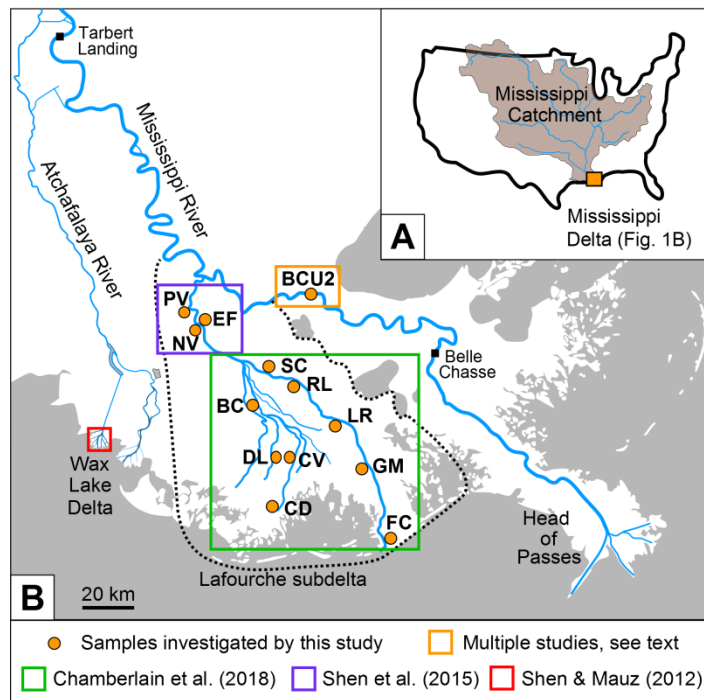 Tarbert
Landing
Mississippi River
Atchafalaya River
Mississippi
Catchment
Mississippi
Delta (Fig. 1B)
A
BCU2
PV
EF
NV
Belle
Chasse
SC
RL
BC
LR
DL
CV
GM
CD
FC
Wax
Lake
Delta
Head
of
Passes
Lafourche subdelta
B
20 km
Samples investigated by this study
Multiple studies, see text
Chamberlain et al. (2018)
Shen et al. (2015)
Shen & Mauz (2012)